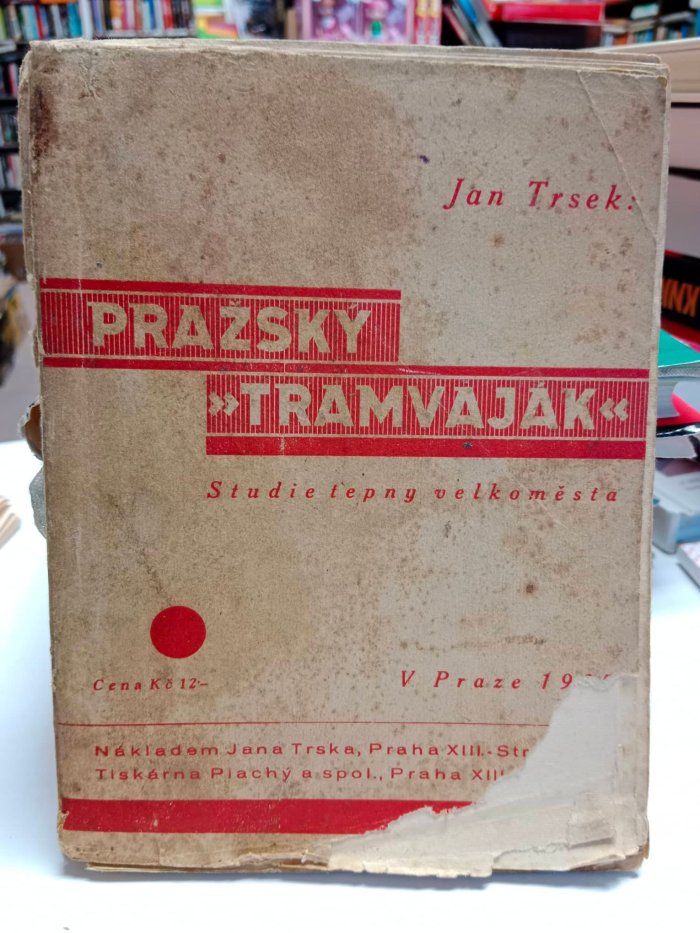 Jan Trsek:
PRAŽSKÝ
»TRAMVAJÁK«
Studie tepny velkoměsta
Cena Kč 12·–
V Praze
Nákladem Jana Trska, Praha XIII.-
Tiskárna Plachý a spol., Praha